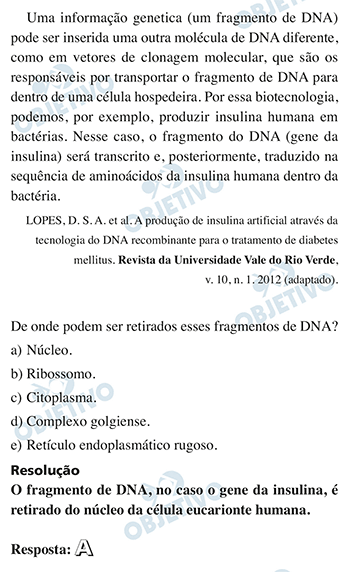 Uma informação genetica (um fragmento de DNA)
pode ser inserida uma outra molécula de DNA diferente,
como em vetores de clonagem molecular, que são os
responsáveis por transportar o fragmento de DNA para
dentro de uma célula hospedeira. Por essa biotecnologia,
podemos, por exemplo, produzir insulina humana em
bactérias. Nesse caso, o fragmento do DNA (gene da
insulina) será transcrito e, posteriormente, traduzido na
sequência de aminoácidos da insulina humana dentro da
bactéria.
LOPES, D. S. A. et al. A produção de insulina artificial através da
tecnologia do DNA recombinante para o tratamento de diabetes
mellitus. Revista da Universidade Vale do Rio Verde,
v. 10, n. 1. 2012 (adaptado).
De onde podem ser retirados esses fragmentos de DNA?
a) Núcleo.
b) Ribossomo.
c) Citoplasma.
d) Complexo golgiense.
e) Retículo endoplasmático rugoso.
Resolução
O fragmento de DNA, no caso o gene da insulina, é
retirado do núcleo da célula eucarionte humana.
Resposta: A
OBJETIVO
OBJETIVO
OBJETIVO
OBJETIVO
OBJETIVO
OBJETIVO